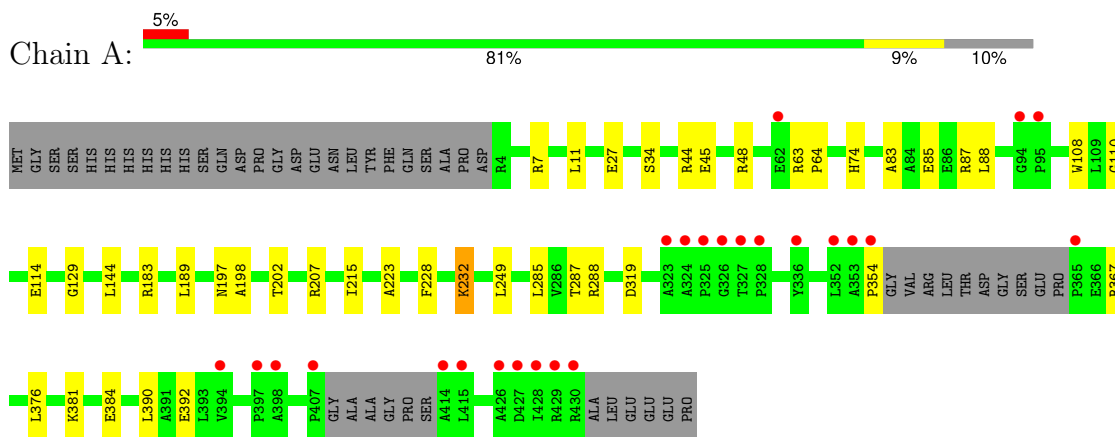 5%
Chain A:
81% 9% 10%
MET GLY SER SER HIS HIS HIS HIS HIS HIS SER GLN ASP PRO GLY ASP GLU ASN LEU TYR PHE GLN SER ALA PRO ASP R4 R7 L11 E27 S34 R44 E45 R48 E62 R63 P64 H74 A83 A84 E85 E86 R87 L88 G94 P95 W108 L109 G110
E114 G129 L144 R183 L189 N197 A198 T202 R207 I215 A223 F228 K232 L249 L285 V286 T287 R288 D319 A323 A324 P325 G326 T327 P328 Y336 L352 A353 P354 GLY VAL ARG LEU THR ASP GLY SER GLU PRO P365 E366
L376 K381 E384 L390 A391 E392 L393 V394 P397 A398 P407 GLY ALA ALA GLY PRO SER A414 L415 A426 D427 I428 R429 R430 ALA LEU GLU GLU GLU PRO